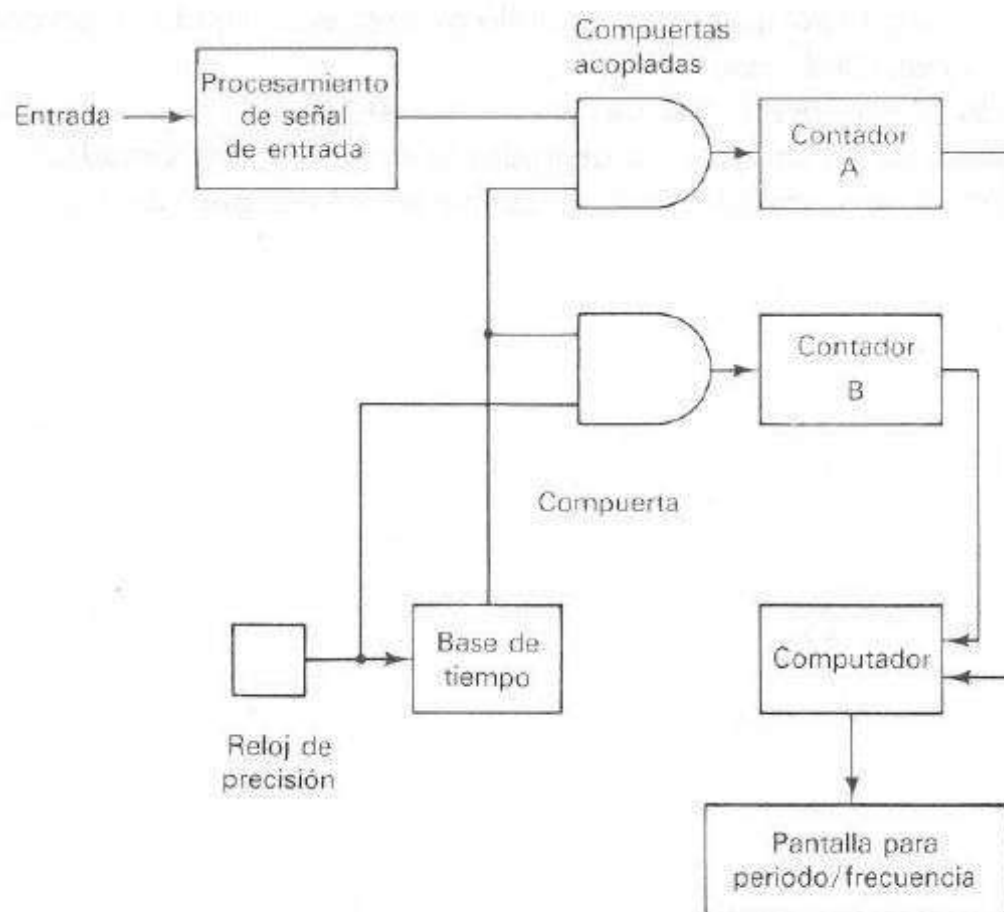 Compuertas
acopladas
Entrada
Procesamiento
de señal
de entrada
Contador
A
Contador
B
Compuerta
Base de
tiempo
Computador
Reloj de
precisión
Pantalla para
periodo/frecuencia